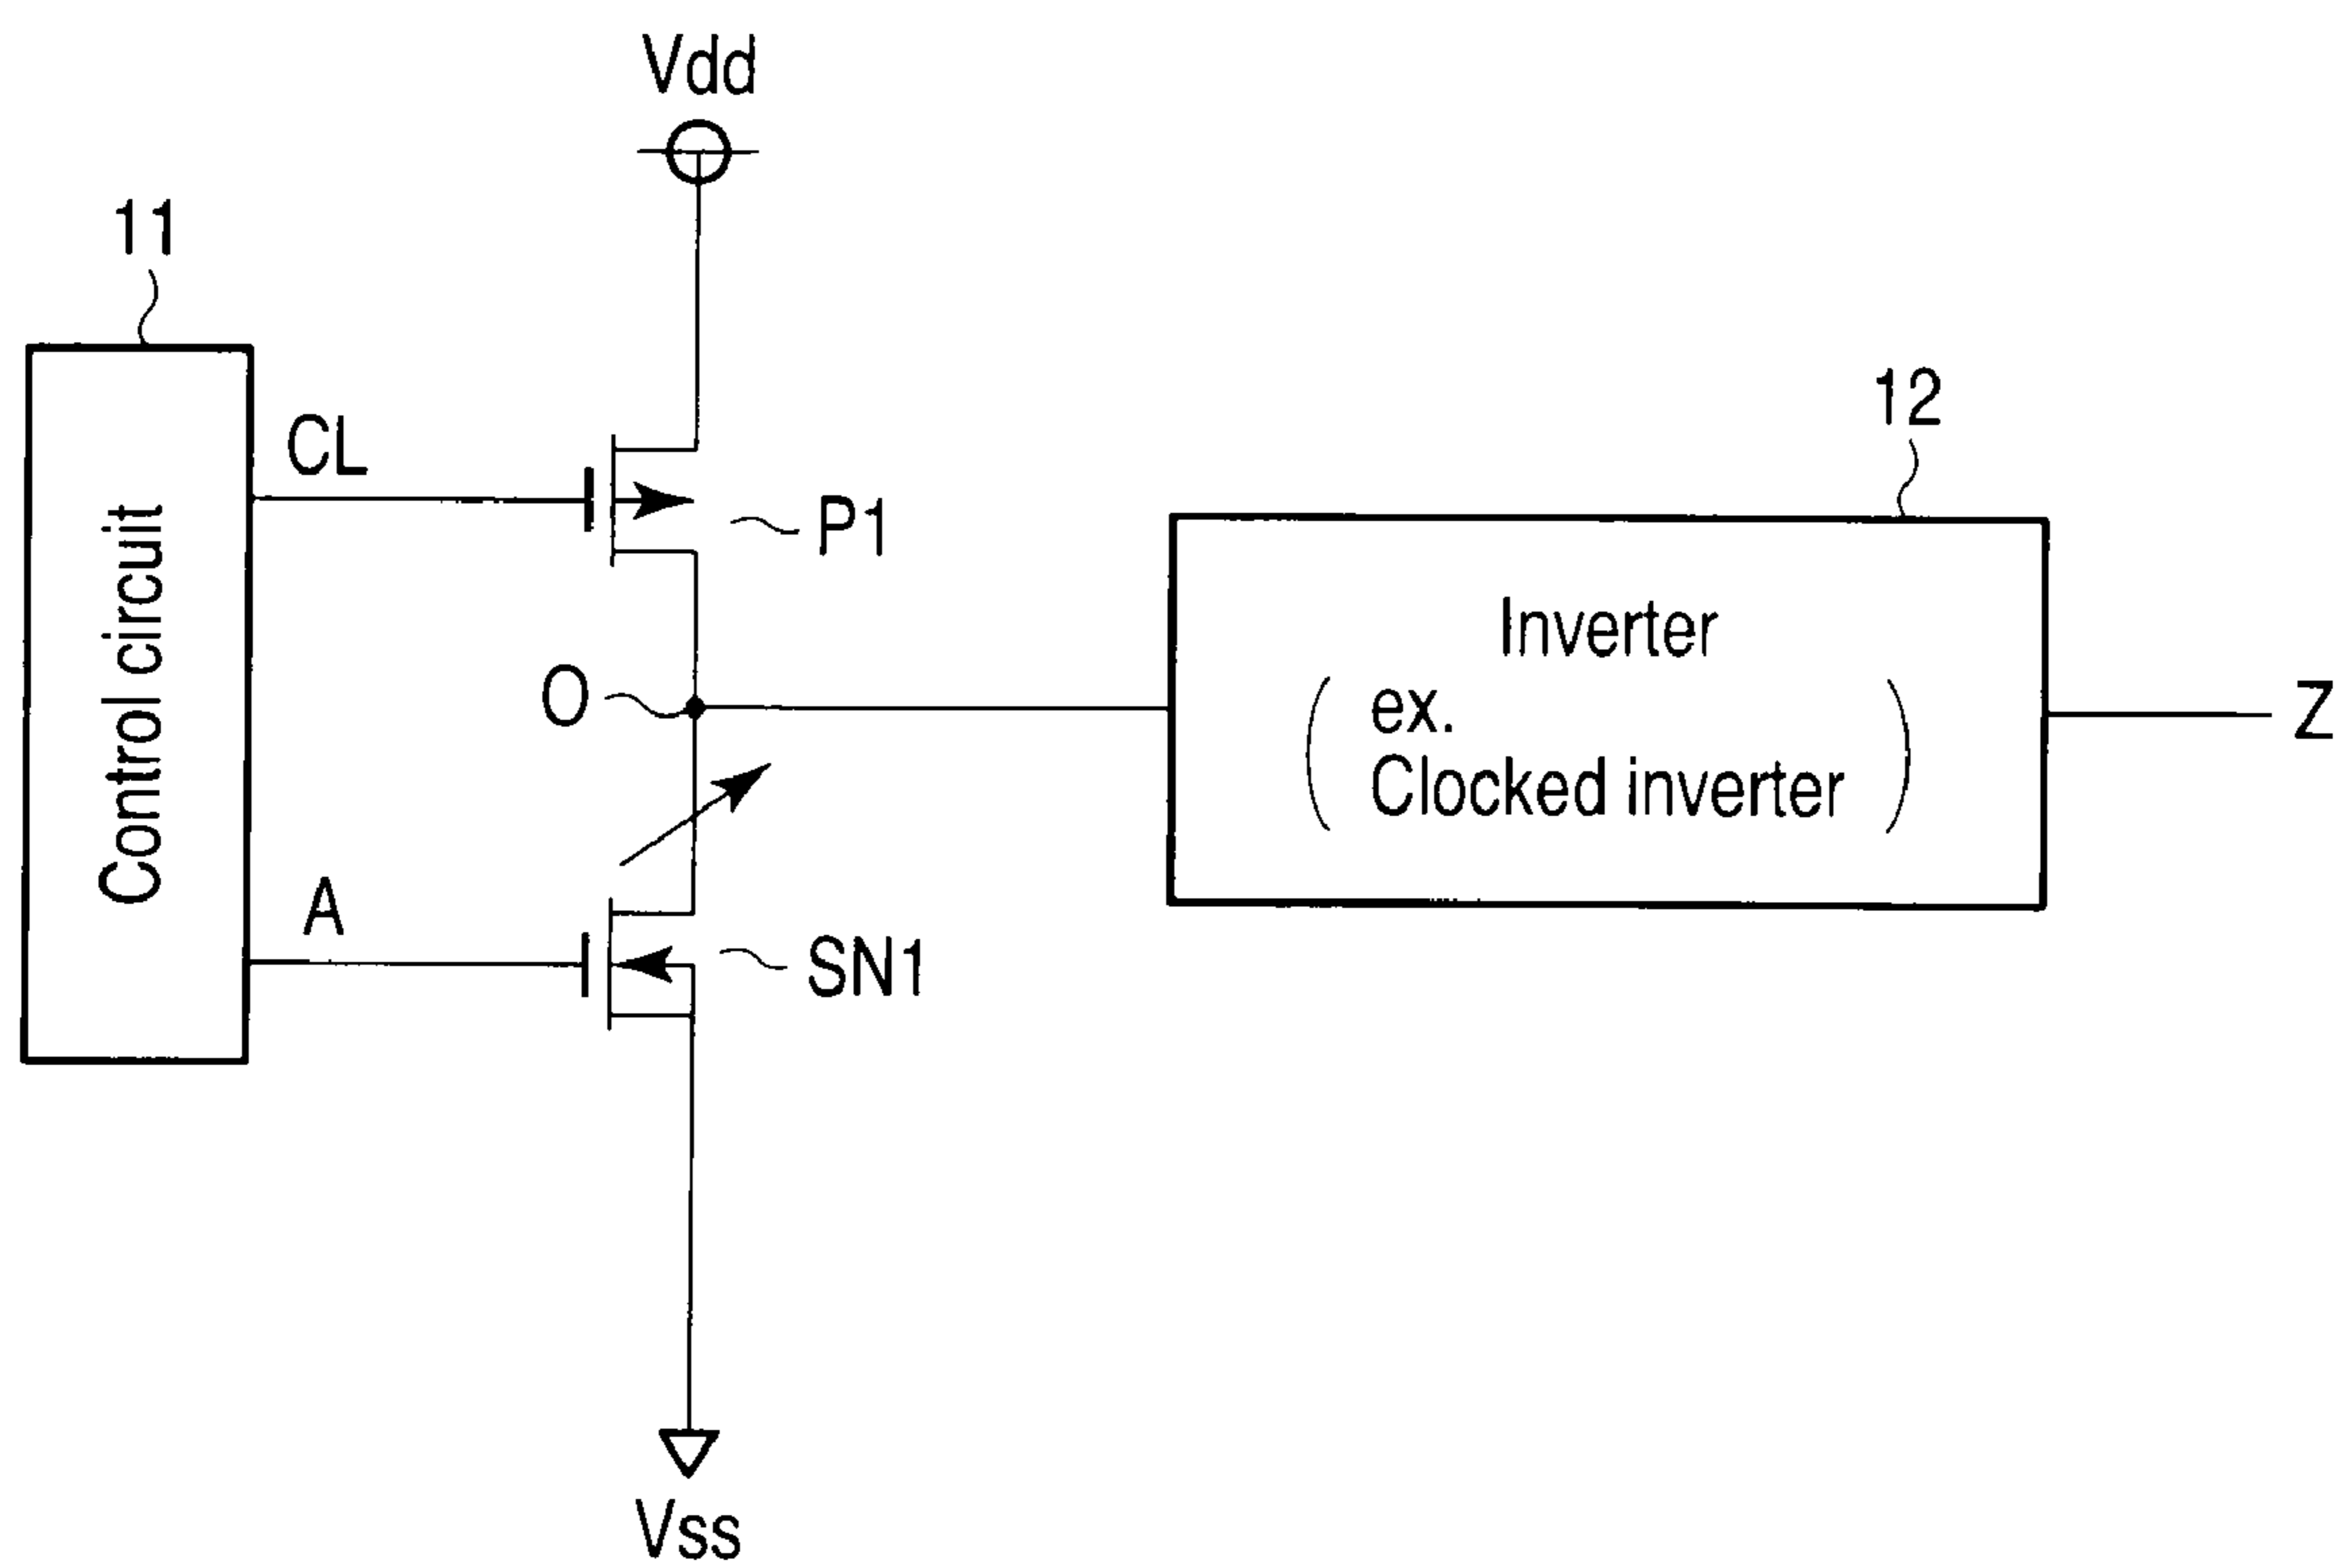 Vdd
11
CL
12
Control circuit
P1
Inverter
O
ex.
Z
Clocked inverter
A
SN1
Vss